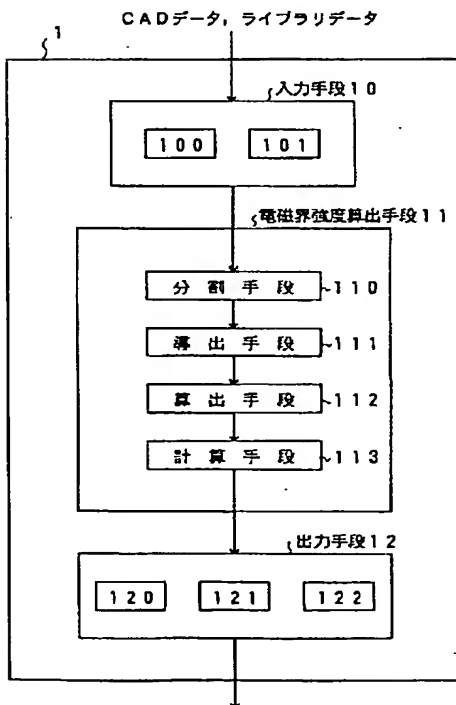 CADデータ，ライブラリデータ
1
入力手段10
100 101
電磁界強度算出手段11
分割手段 110
導出手段 111
算出手段 112
計算手段 113
出力手段12
120 121 122